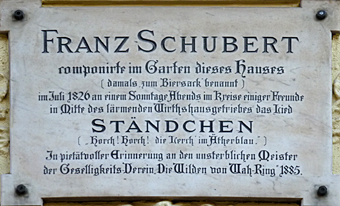 FRANZ SCHUBERT
componirte im Garten dieses Hauses
(damals zum Biersack benannt)
im Juli 1826 an einem Sonntage Abends im Kreise einiger Freunde
in Mitte des lärmenden Wirthshausgetriebes das Lied
STÄNDCHEN
(„Horch! Horch! die Lerch im Ätherblau.")
In pietätvoller Erinnerung an den unsterblichen Meister
der Geselligkeits-Verein „Die Wilden von Wäh-Ring" 1885.